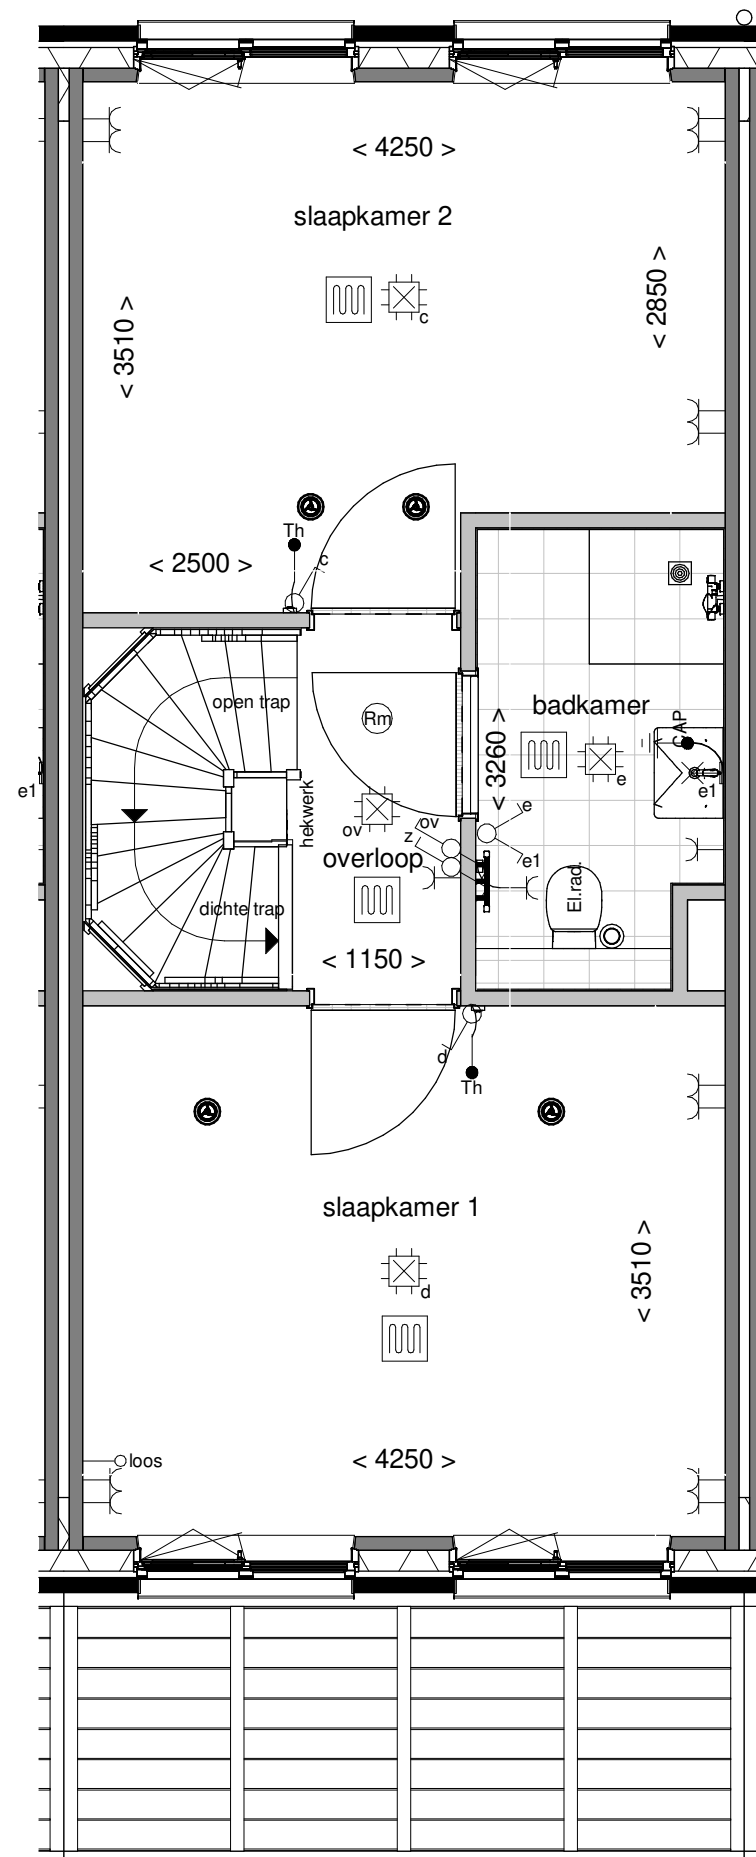 < 4250 >
slaapkamer 2
< 2850 >
< 3510 >
c
Th
c
< 2500 >
open trap
Rm
badkamer
CAP
< 3260 >
e
e1
e1
hekwerk
ov
ov
z
e
e1
overloop
El.rad.
dichte trap
< 1150 >
d
Th
slaapkamer 1
< 3510 >
d
loos
< 4250 >